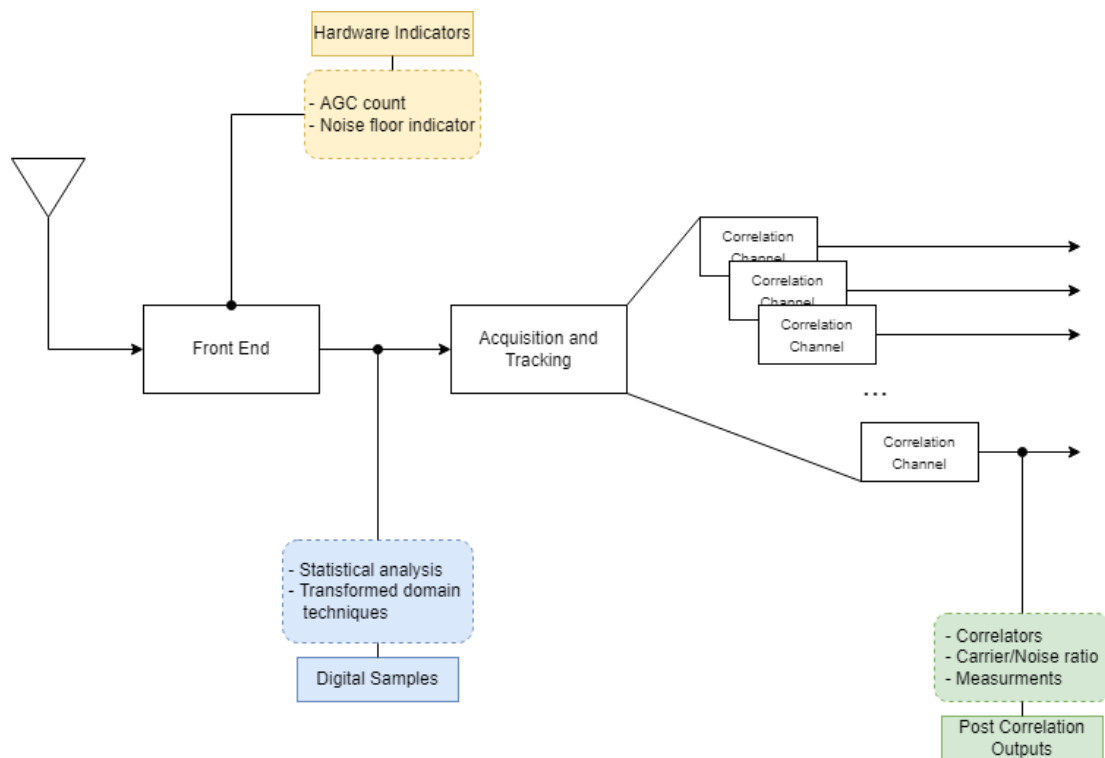 Hardware Indicators
- AGC count
- Noise floor indicator
Correlation
Channel
Correlation
Channel
Correlation
Channel
Front End
Acquisition and
Tracking
...
Correlation
Channel
- Statistical analysis
- Transformed domain
techniques
Digital Samples
- Correlators
- Carrier/Noise ratio
- Measurments
Post Correlation
Outputs